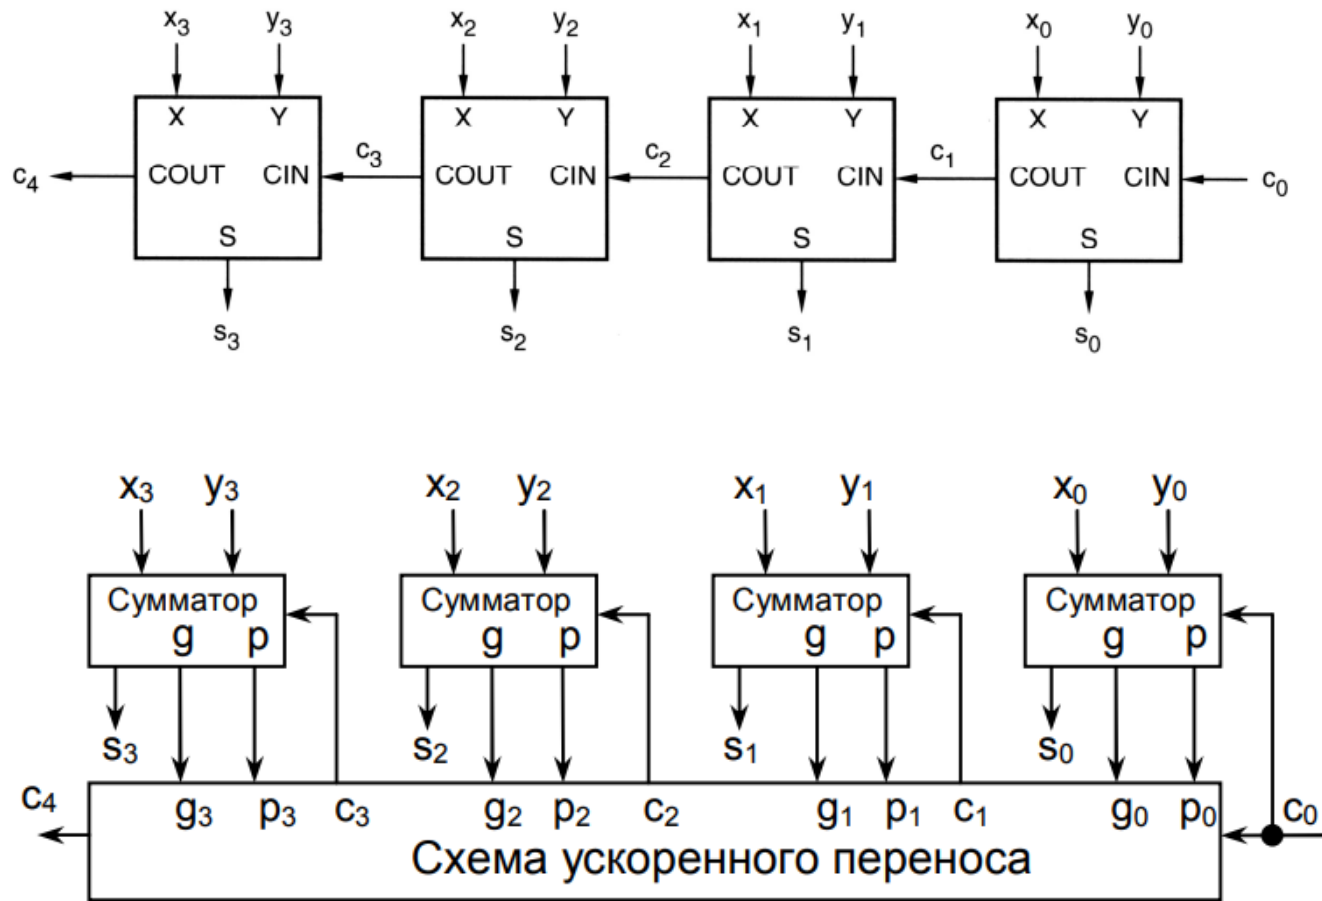 x₃ y₃ x₂ y₂ x₁ y₁ x₀ y₀
X Y X Y X Y X Y
c₄ COUT CIN c₃ COUT CIN c₂ COUT CIN c₁ COUT CIN c₀
S S S S
s₃ s₂ s₁ s₀
x₃ y₃ x₂ y₂ x₁ y₁ x₀ y₀
Сумматор Сумматор Сумматор Сумматор
g p g p g p g p
s₃ s₂ s₁ s₀
c₄ g₃ p₃ c₃ g₂ p₂ c₂ g₁ p₁ c₁ g₀ p₀ c₀
Схема ускоренного переноса